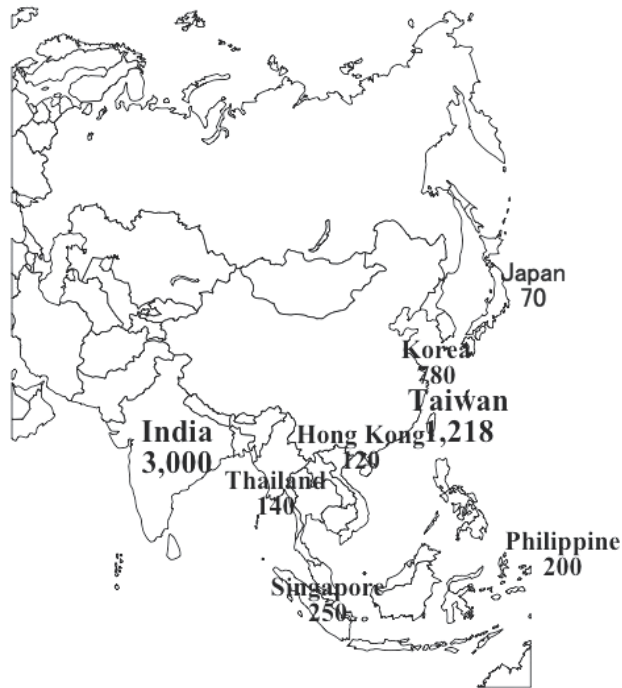 Japan
70
Korea
780
Taiwan
1,218
India
3,000
Hong Kong
120
Thailand
140
Philippine
200
Singapore
250